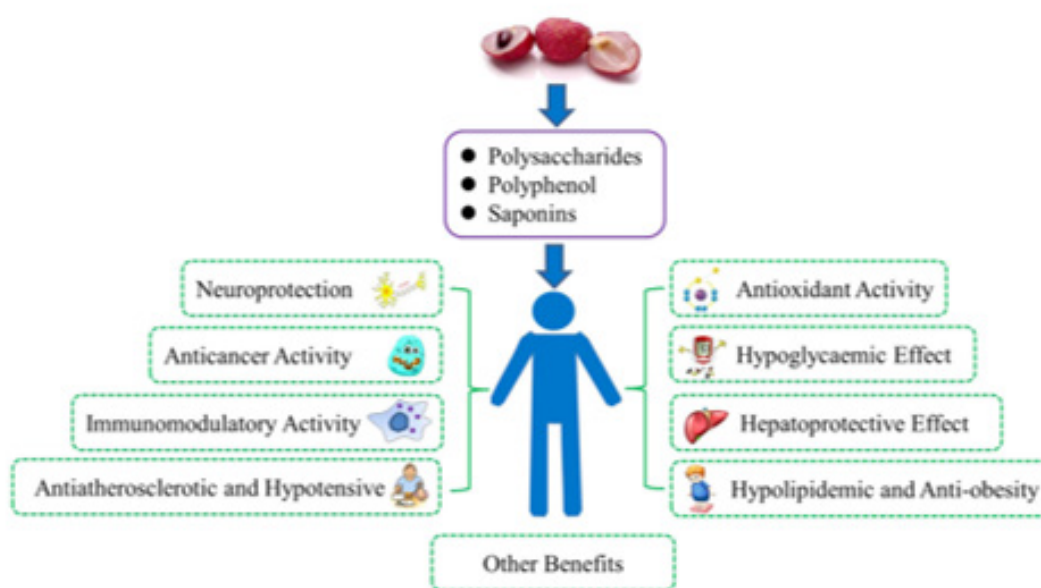 Polysaccharides
Polyphenol
Saponins
Neuroprotection
Anticancer Activity
Immunomodulatory Activity
Antiatherosclerotic and Hypotensive
Antioxidant Activity
Hypoglycaemic Effect
Hepatoprotective Effect
Hypolipidemic and Anti-obesity
Other Benefits